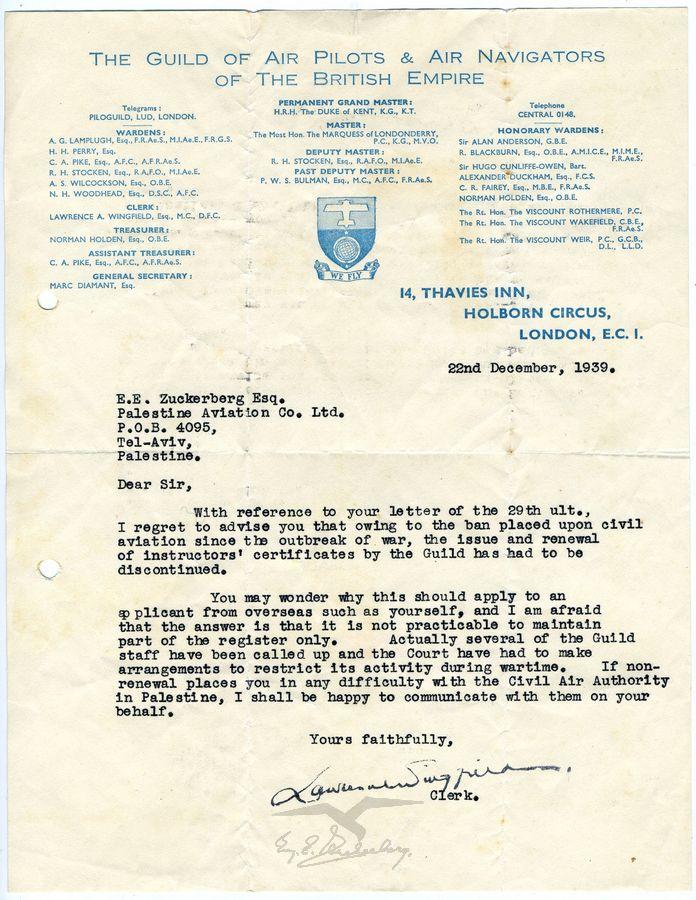 THE GUILD OF AIR PILOTS & AIR NAVIGATORS
OF THE BRITISH EMPIRE
Telegrams:
PILOGUILD, LUD, LONDON.
WARDENS:
A. G. LAMPLUGH, Esq., F.R.Ae.S., M.I.Ae.E., F.R.G.S.
H. H. PERRY, Esq.
C. A. PIKE, Esq., A.F.C., A.F.R.Ae.S.
R. H. STOCKEN, Esq., R.A.F.O., M.I.Ae.E.
A. S. WILCOCKSON, Esq., O.B.E.
N. H. WOODHEAD, Esq., D.S.C., A.F.C.
CLERK:
LAWRENCE A. WINGFIELD, Esq., M.C., D.F.C.
TREASURER:
NORMAN HOLDEN, Esq., O.B.E.
ASSISTANT TREASURER:
C. A. PIKE, Esq., A.F.C., A.F.R.Ae.S.
GENERAL SECRETARY:
MARC DIAMANT, Esq.
PERMANENT GRAND MASTER:
H.R.H. The DUKE of KENT, K.G., K.T.
MASTER:
The Most Hon. The MARQUESS of LONDONDERRY,
P.C., K.G., M.V.O.
DEPUTY MASTER:
R. H. STOCKEN, Esq., R.A.F.O., M.I.Ae.E.
PAST DEPUTY MASTER:
P. W. S. BULMAN, Esq., M.C., A.F.C., F.R.Ae.S.
WE FLY
Telephone
CENTRAL 0148.
HONORARY WARDENS:
Sir ALAN ANDERSON, G.B.E.
R. BLACKBURN, Esq., O.B.E., A.M.I.C.E., M.I.M.E.,
F.R.Ae.S.
Sir HUGO CUNLIFFE-OWEN, Bart.
ALEXANDER DUCKHAM, Esq., F.C.S.
C. R. FAIREY, Esq., M.B.E., F.R.Ae.S.
NORMAN HOLDEN, Esq., O.B.E.
The Rt. Hon. The VISCOUNT ROTHERMERE, P.C.
The Rt. Hon. The VISCOUNT WAKEFIELD, C.B.E.,
F.R.Ae.S.
The Rt. Hon. The VISCOUNT WEIR, P.C., G.C.B.,
D.L., LL.D.
14, THAVIES INN,
HOLBORN CIRCUS,
LONDON, E.C. 1.
22nd December, 1939.
E.E. Zuckerberg Esq.
Palestine Aviation Co. Ltd.
P.O.B. 4095,
Tel-Aviv,
Palestine.
Dear Sir,
With reference to your letter of the 29th ult.,
I regret to advise you that owing to the ban placed upon civil
aviation since the outbreak of war, the issue and renewal
of instructors' certificates by the Guild has had to be
discontinued.
You may wonder why this should apply to an
applicant from overseas such as yourself, and I am afraid
that the answer is that it is not practicable to maintain
part of the register only. Actually several of the Guild
staff have been called up and the Court have had to make
arrangements to restrict its activity during wartime. If non-
renewal places you in any difficulty with the Civil Air Authority
in Palestine, I shall be happy to communicate with them on your
behalf.
Yours faithfully,
Lawrence Wingfield.
Clerk.